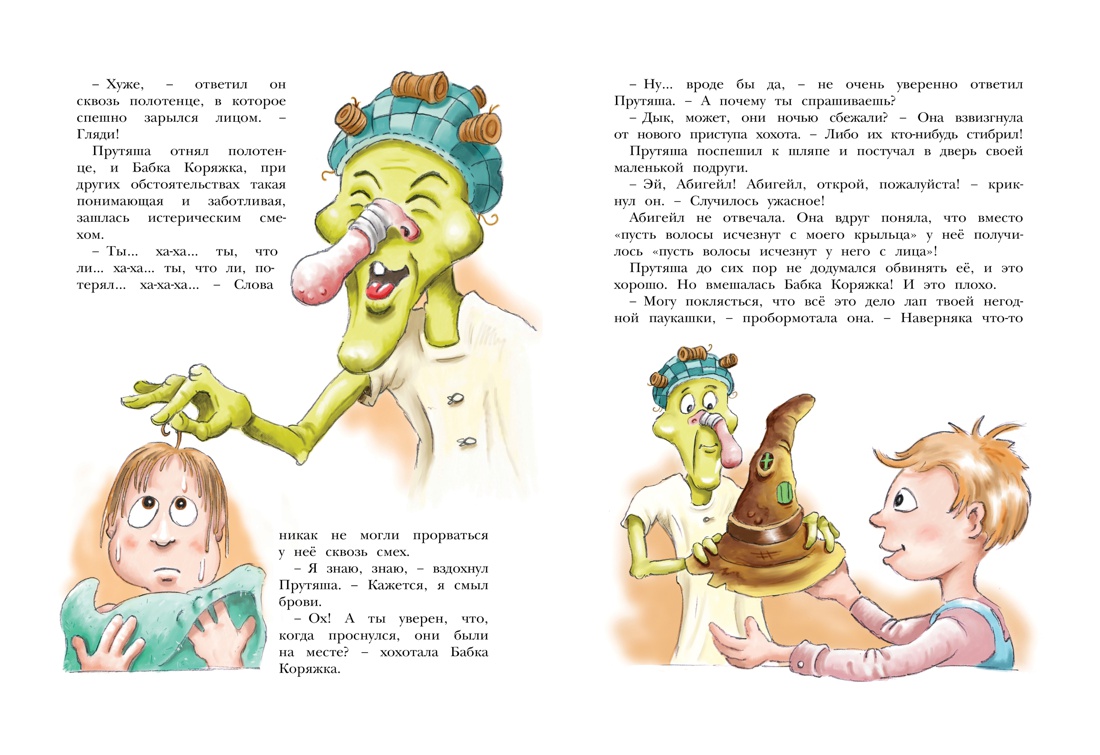 – Хуже, – ответил он
сквозь полотенце, в которое
спешно зарылся лицом. –
Гляди!
Прутяша отнял полотен-
це, и Бабка Коряжка, при
других обстоятельствах такая
понимающая и заботливая,
зашлась истерическим сме-
хом.
– Ты... ха-ха... ты, что
ли... ха-ха... ты, что ли, по-
терял... ха-ха-ха... – Слова
никак не могли прорваться
у неё сквозь смех.
– Я знаю, знаю, – вздохнул
Прутяша. – Кажется, я смыл
брови.
– Ох! А ты уверен, что,
когда проснулся, они были
на месте? – хохотала Бабка
Коряжка.
– Ну... вроде бы да, – не очень уверенно ответил
Прутяша. – А почему ты спрашиваешь?
– Дык, может, они ночью сбежали? – Она взвизгнула
от нового приступа хохота. – Либо их кто-нибудь стибрил!
Прутяша поспешил к шляпе и постучал в дверь своей
маленькой подруги.
– Эй, Абигейл! Абигейл, открой, пожалуйста! – крик-
нул он. – Случилось ужасное!
Абигейл не отвечала. Она вдруг поняла, что вместо
«пусть волосы исчезнут с моего крыльца» у неё получи-
лось «пусть волосы исчезнут у него с лица»!
Прутяша до сих пор не додумался обвинять её, и это
хорошо. Но вмешалась Бабка Коряжка! И это плохо.
– Могу поклясться, что всё это дело лап твоей негод-
ной паукашки, – пробормотала она. – Наверняка что-то